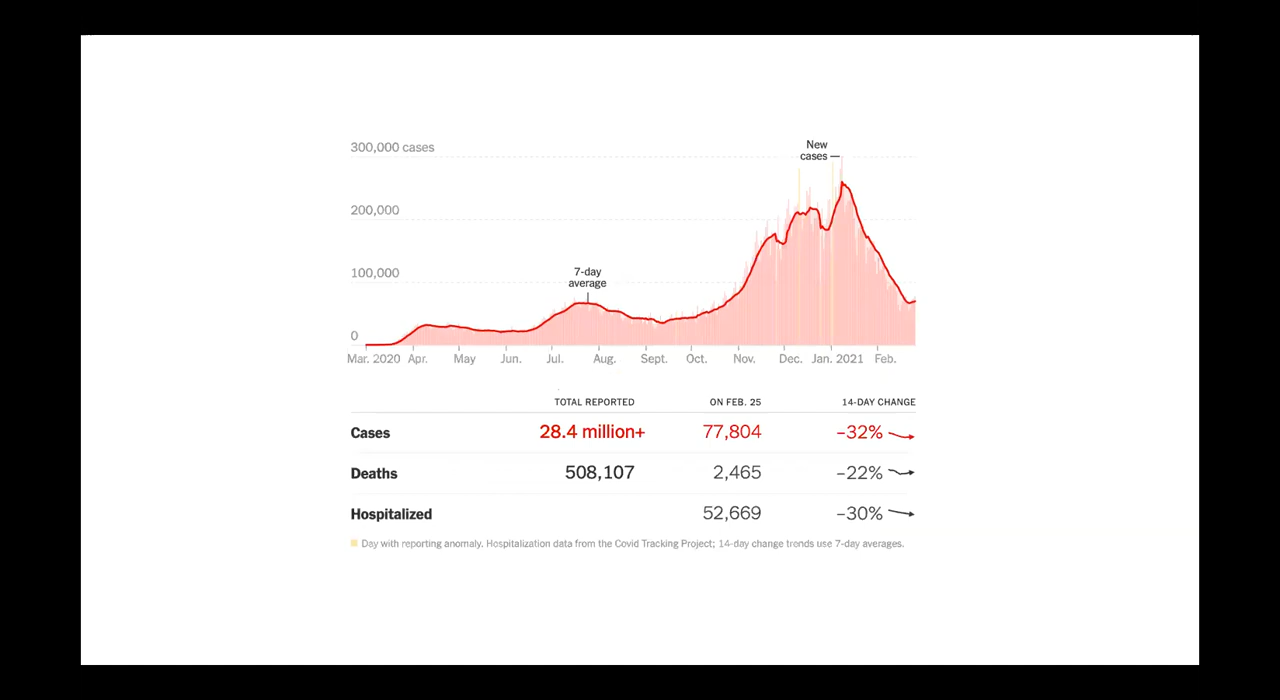 300,000 cases
New
cases
200,000
7-day
average
100,000
0
Mar. 2020 Apr. May Jun. Jul. Aug. Sept. Oct. Nov. Dec. Jan. 2021 Feb.
TOTAL REPORTED ON FEB. 25 14-DAY CHANGE
Cases 28.4 million+ 77,804 –32%
Deaths 508,107 2,465 –22%
Hospitalized 52,669 –30%
Day with reporting anomaly. Hospitalization data from the Covid Tracking Project; 14-day change trends use 7-day averages.